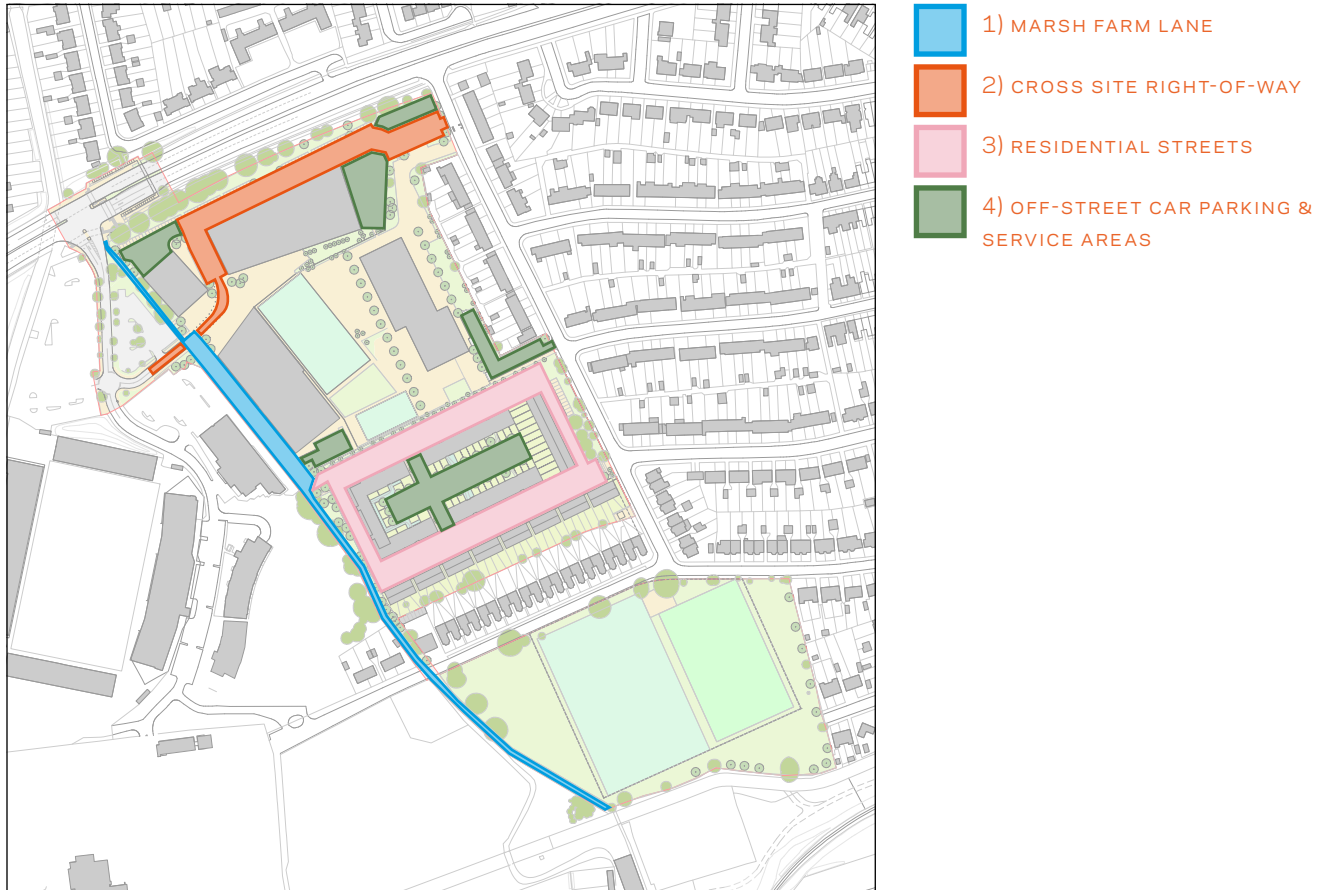 1) MARSH FARM LANE
2) CROSS SITE RIGHT-OF-WAY
3) RESIDENTIAL STREETS
4) OFF-STREET CAR PARKING &
SERVICE AREAS